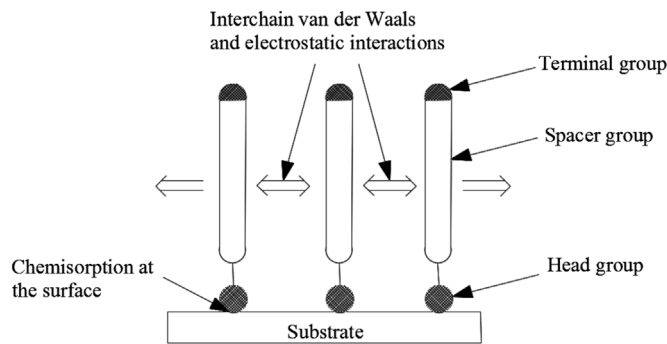 Interchain van der Waals
and electrostatic interactions
Terminal group
Spacer group
Chemisorption at
the surface
Head group
Substrate